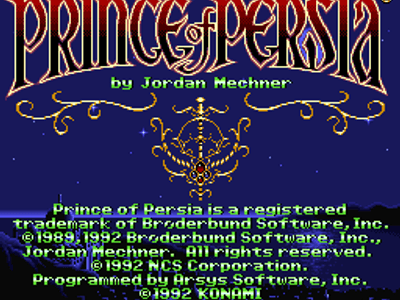 PRINCE of PERSIA
by Jordan Mechner
Prince of Persia is a registered
trademark of Brøderbund Software, Inc.
©1989,1992 Brøderbund Software, Inc.,
Jordan Mechner. All rights reserved.
©1992 NCS Corporation.
Programmed by Arsys Software, Inc.
©1992 KONAMI